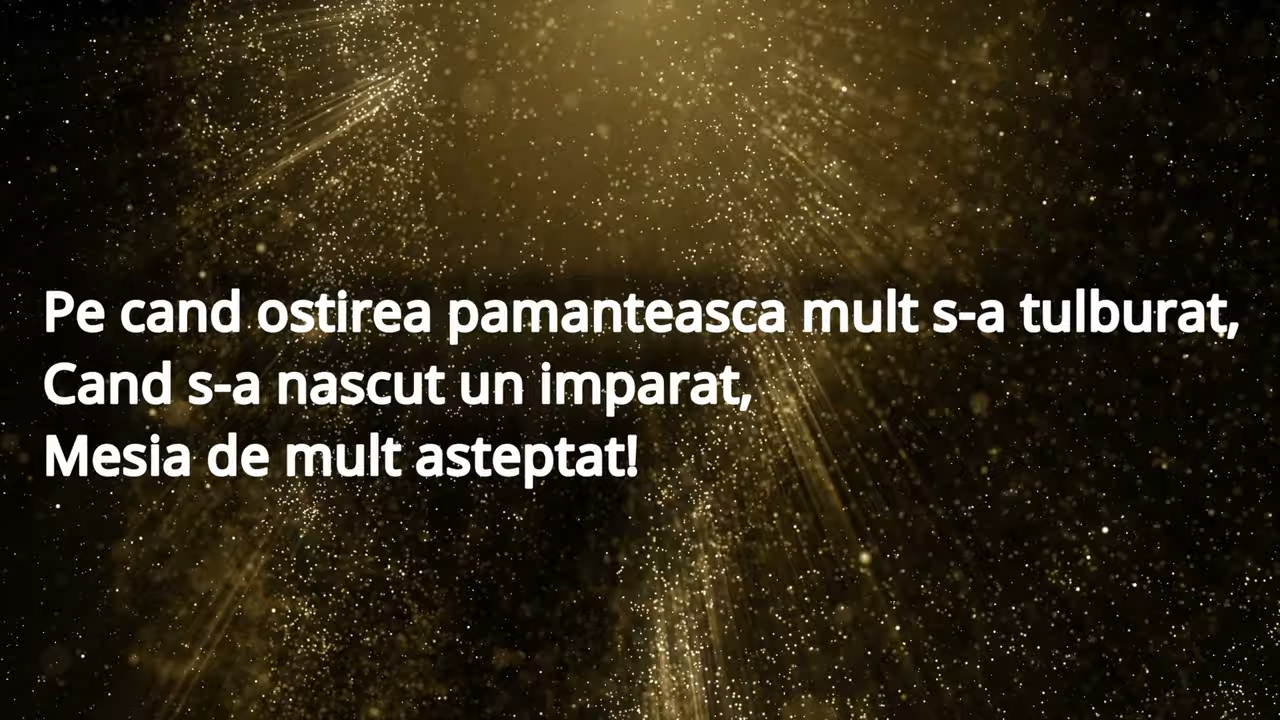 Pe cand ostirea pamanteasca mult s-a tulburat,
Cand s-a nascut un imparat,
Mesia de mult asteptat!